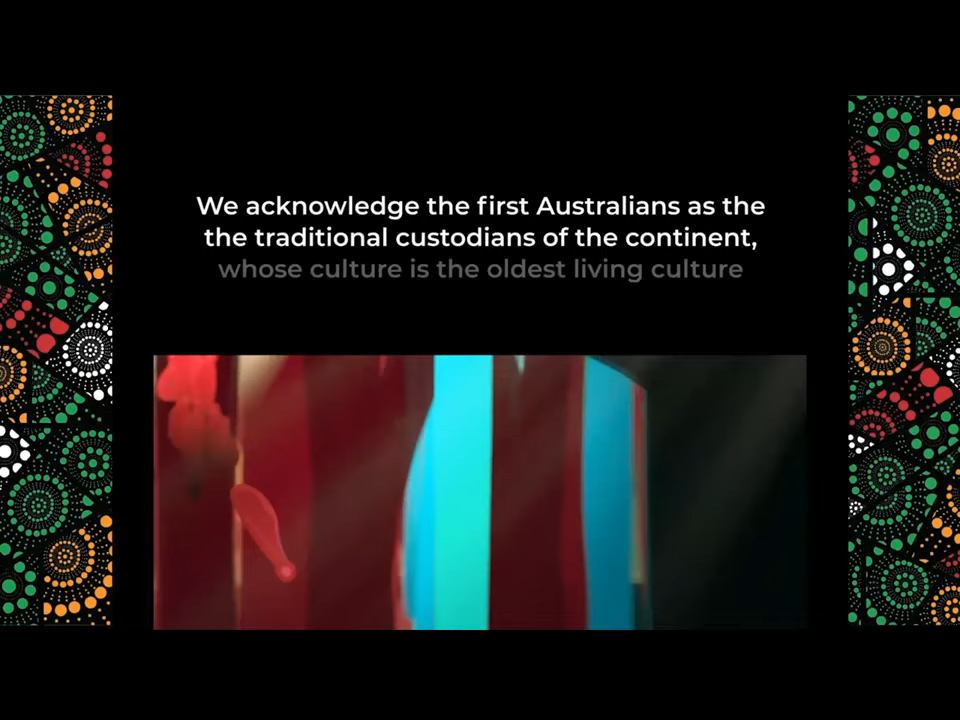 We acknowledge the first Australians as the
the traditional custodians of the continent,
whose culture is the oldest living culture